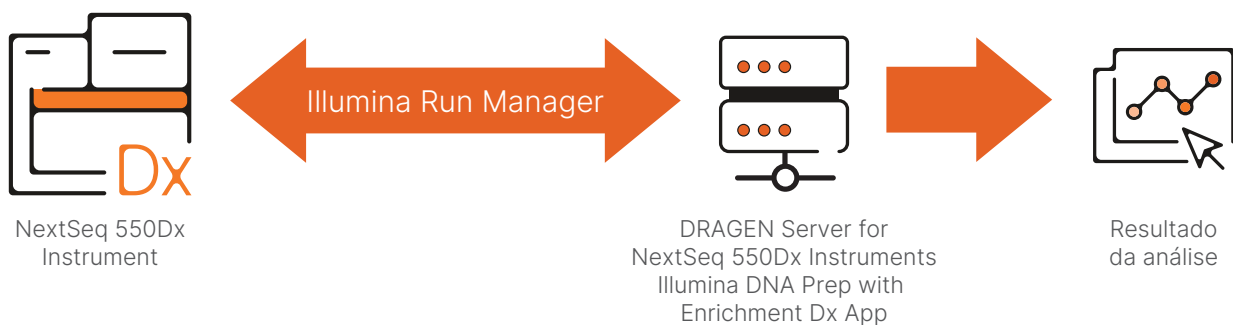 Dx
Illumina Run Manager
NextSeq 550Dx
Instrument
DRAGEN Server for
NextSeq 550Dx Instruments
Illumina DNA Prep with
Enrichment Dx App
Resultado
da análise